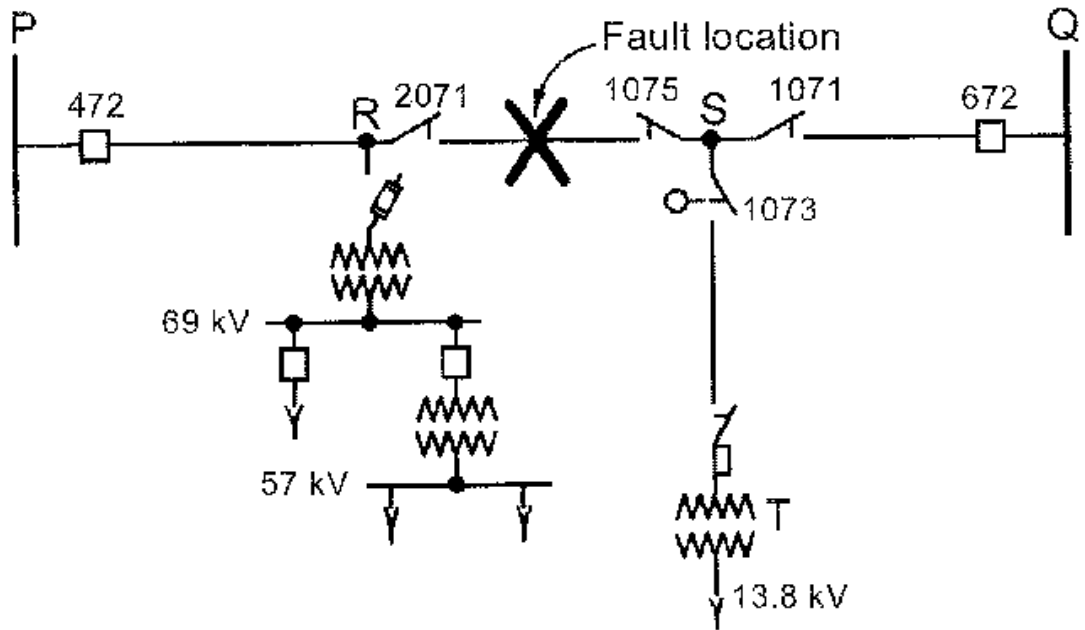 P
Q
Fault location
472
2071
1075
1071
672
R
S
1073
69 kV
57 kV
T
13.8 kV